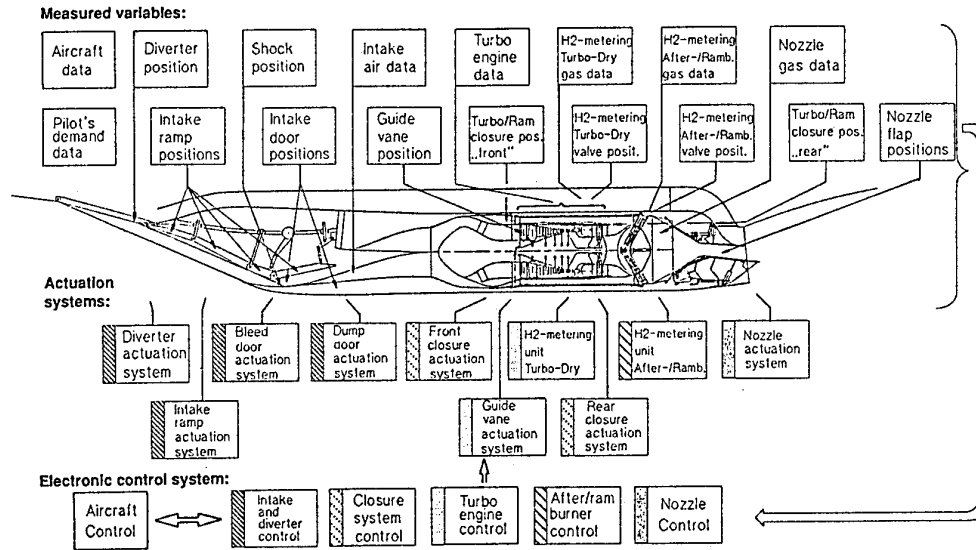 Measured variables:
Aircraft
data
Diverter
position
Shock
position
Intake
air data
Turbo
engine
data
H2-metering
Turbo-Dry
gas data
H2-metering
After-/Ramb.
gas data
Nozzle
gas data
Pilot's
demand
data
Intake
ramp
positions
Intake
door
positions
Guide
vane
position
Turbo/Ram
closure pos.
„front"
H2-metering
Turbo-Dry
valve posit.
H2-metering
After-/Ramb.
valve posit.
Turbo/Ram
closure pos.
„rear"
Nozzle
flap
positions
Actuation
systems:
Diverter
actuation
system
Bleed
door
actuation
system
Dump
door
actuation
system
Front
closure
actuation
system
H2-metering
unit
Turbo-Dry
H2-metering
unit
After-/Ramb.
Nozzle
actuation
system
Intake
ramp
actuation
system
Guide
vane
actuation
system
Rear
closure
actuation
system
Electronic control system:
Aircraft
Control
Intake
and
diverter
control
Closure
system
control
Turbo
engine
control
After/ram
burner
control
Nozzle
Control